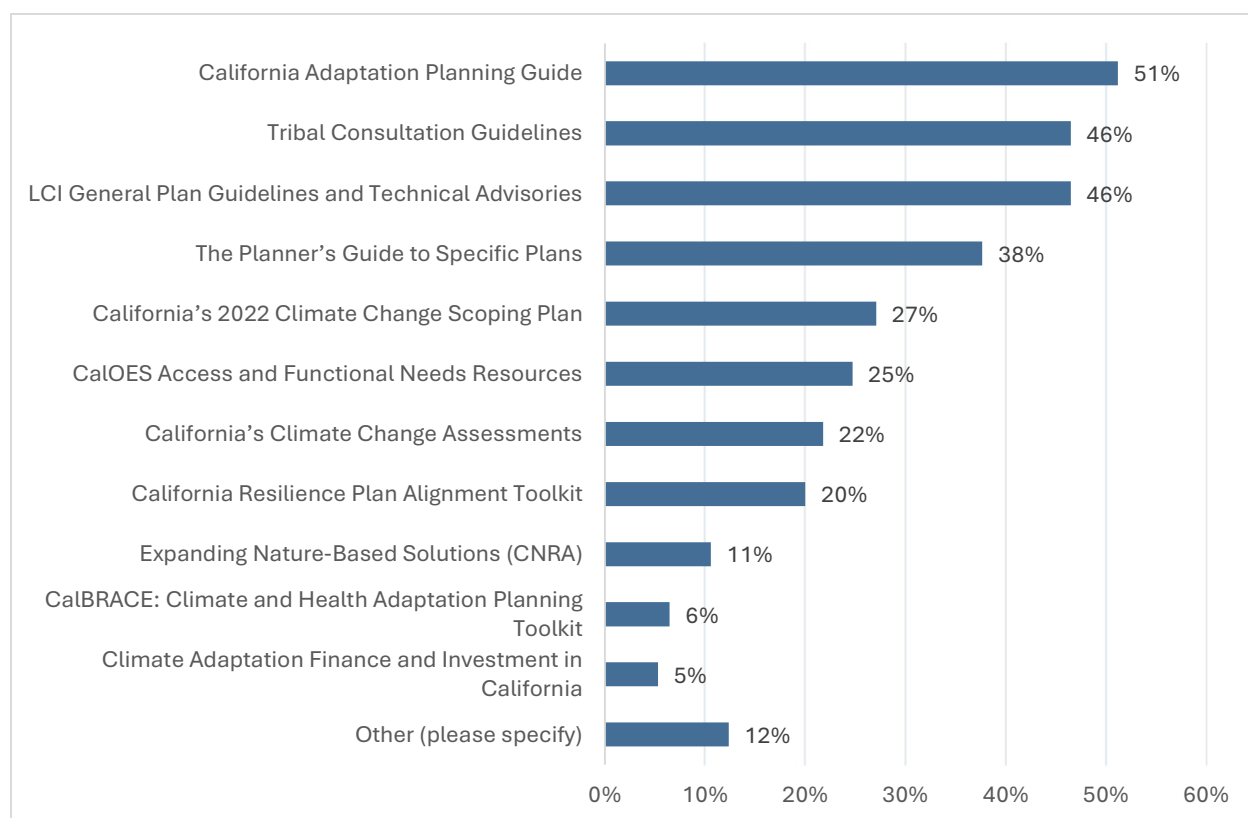 California Adaptation Planning Guide 51%
Tribal Consultation Guidelines 46%
LCI General Plan Guidelines and Technical Advisories 46%
The Planner’s Guide to Specific Plans 38%
California’s 2022 Climate Change Scoping Plan 27%
CalOES Access and Functional Needs Resources 25%
California’s Climate Change Assessments 22%
California Resilience Plan Alignment Toolkit 20%
Expanding Nature-Based Solutions (CNRA) 11%
CalBRACE: Climate and Health Adaptation Planning
Toolkit 6%
Climate Adaptation Finance and Investment in
California 5%
Other (please specify) 12%
0% 10% 20% 30% 40% 50% 60%